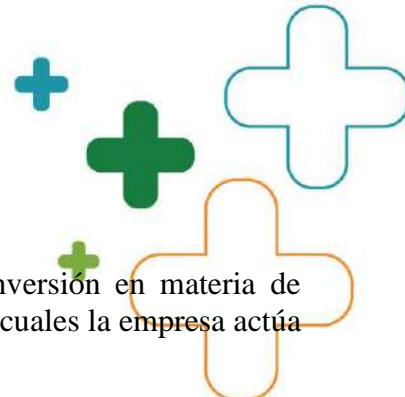 nversión en materia de
cuales la empresa actúa